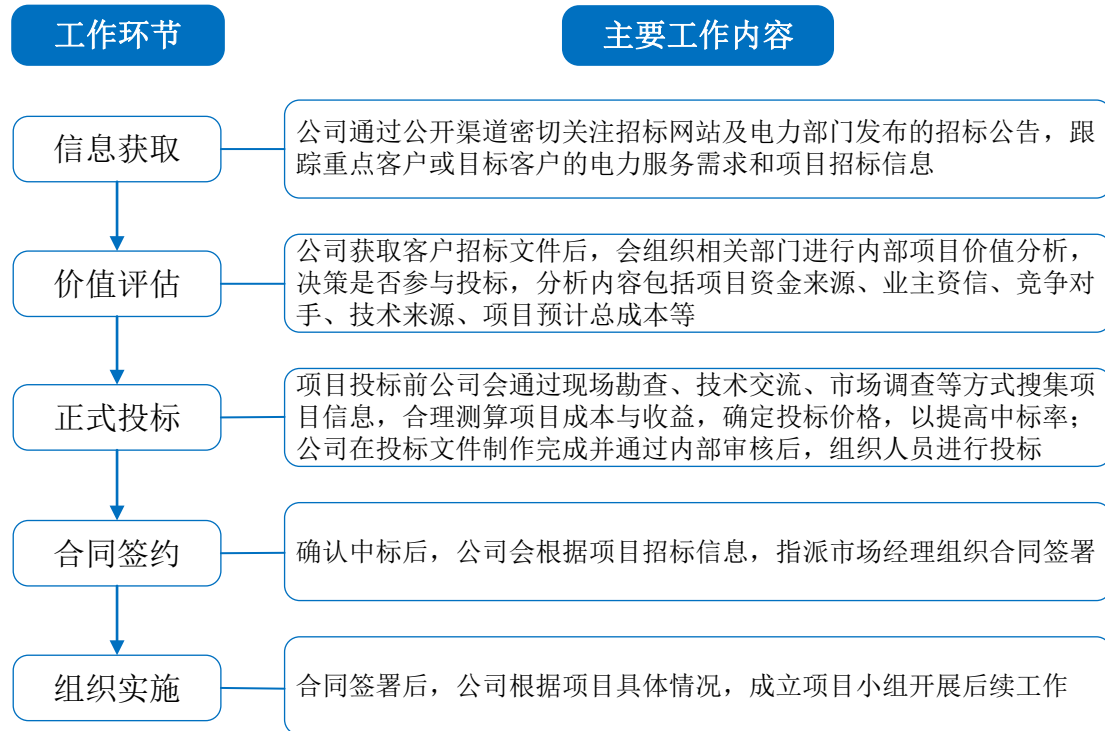 工作环节
主要工作内容
信息获取
公司通过公开渠道密切关注招标网站及电力部门发布的招标公告，跟
踪重点客户或目标客户的电力服务需求和项目招标信息
价值评估
公司获取客户招标文件后，会组织相关部门进行内部项目价值分析，
决策是否参与投标，分析内容包括项目资金来源、业主资信、竞争对
手、技术来源、项目预计总成本等
正式投标
项目投标前公司会通过现场勘查、技术交流、市场调查等方式搜集项
目信息，合理测算项目成本与收益，确定投标价格，以提高中标率；
公司在投标文件制作完成并通过内部审核后，组织人员进行投标
合同签约
确认中标后，公司会根据项目招标信息，指派市场经理组织合同签署
组织实施
合同签署后，公司根据项目具体情况，成立项目小组开展后续工作